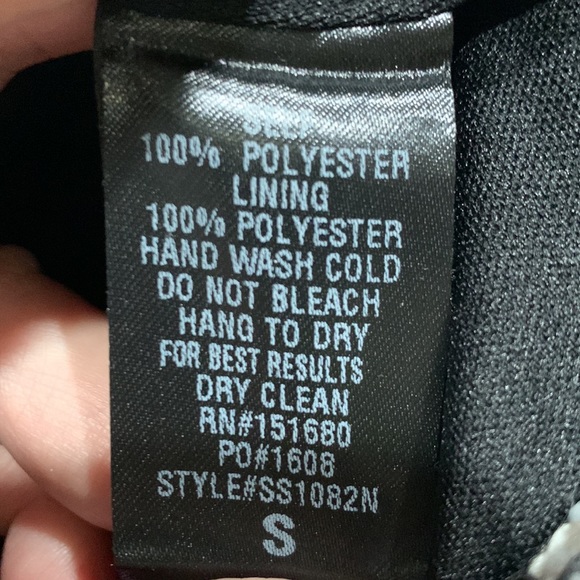 SELF
100% POLYESTER
LINING
100% POLYESTER
HAND WASH COLD
DO NOT BLEACH
HANG TO DRY
FOR BEST RESULTS
DRY CLEAN
RN#151680
PO#1608
STYLE#SS1082N
S